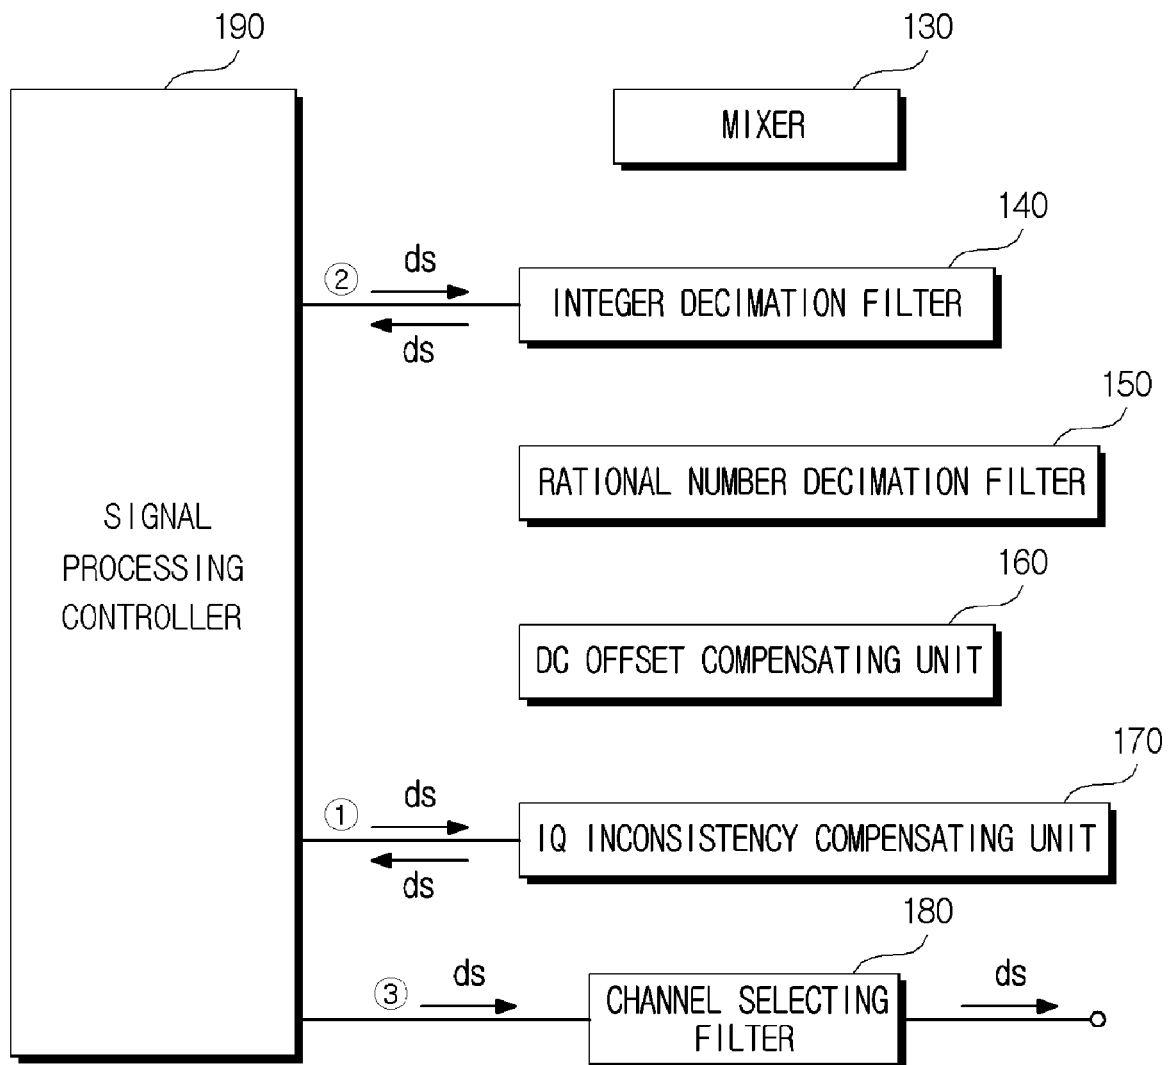 190
130
MIXER
140
② ds
INTEGER DECIMATION FILTER
ds
150
RATIONAL NUMBER DECIMATION FILTER
SIGNAL
PROCESSING
CONTROLLER
160
DC OFFSET COMPENSATING UNIT
170
① ds
IQ INCONSISTENCY COMPENSATING UNIT
ds
180
③ ds
CHANNEL SELECTING
FILTER
ds